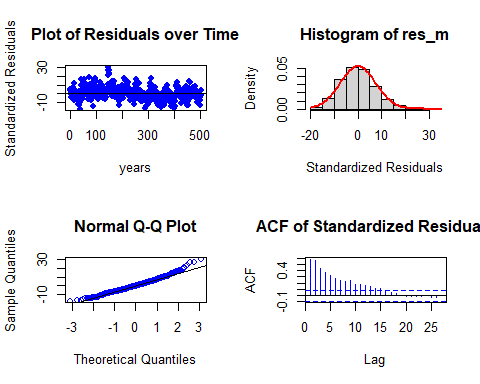 Plot of Residuals over Time
Standardized Residuals
-10
30
0
100
300
500
years
Histogram of res_m
Density
0.00
0.05
-20
0
10
30
Standardized Residuals
Normal Q-Q Plot
Sample Quantiles
-10
30
-3
-1
0
1
2
3
Theoretical Quantiles
ACF of Standardized Residua
ACF
-0.1
0.4
0
5
10
15
20
25
Lag